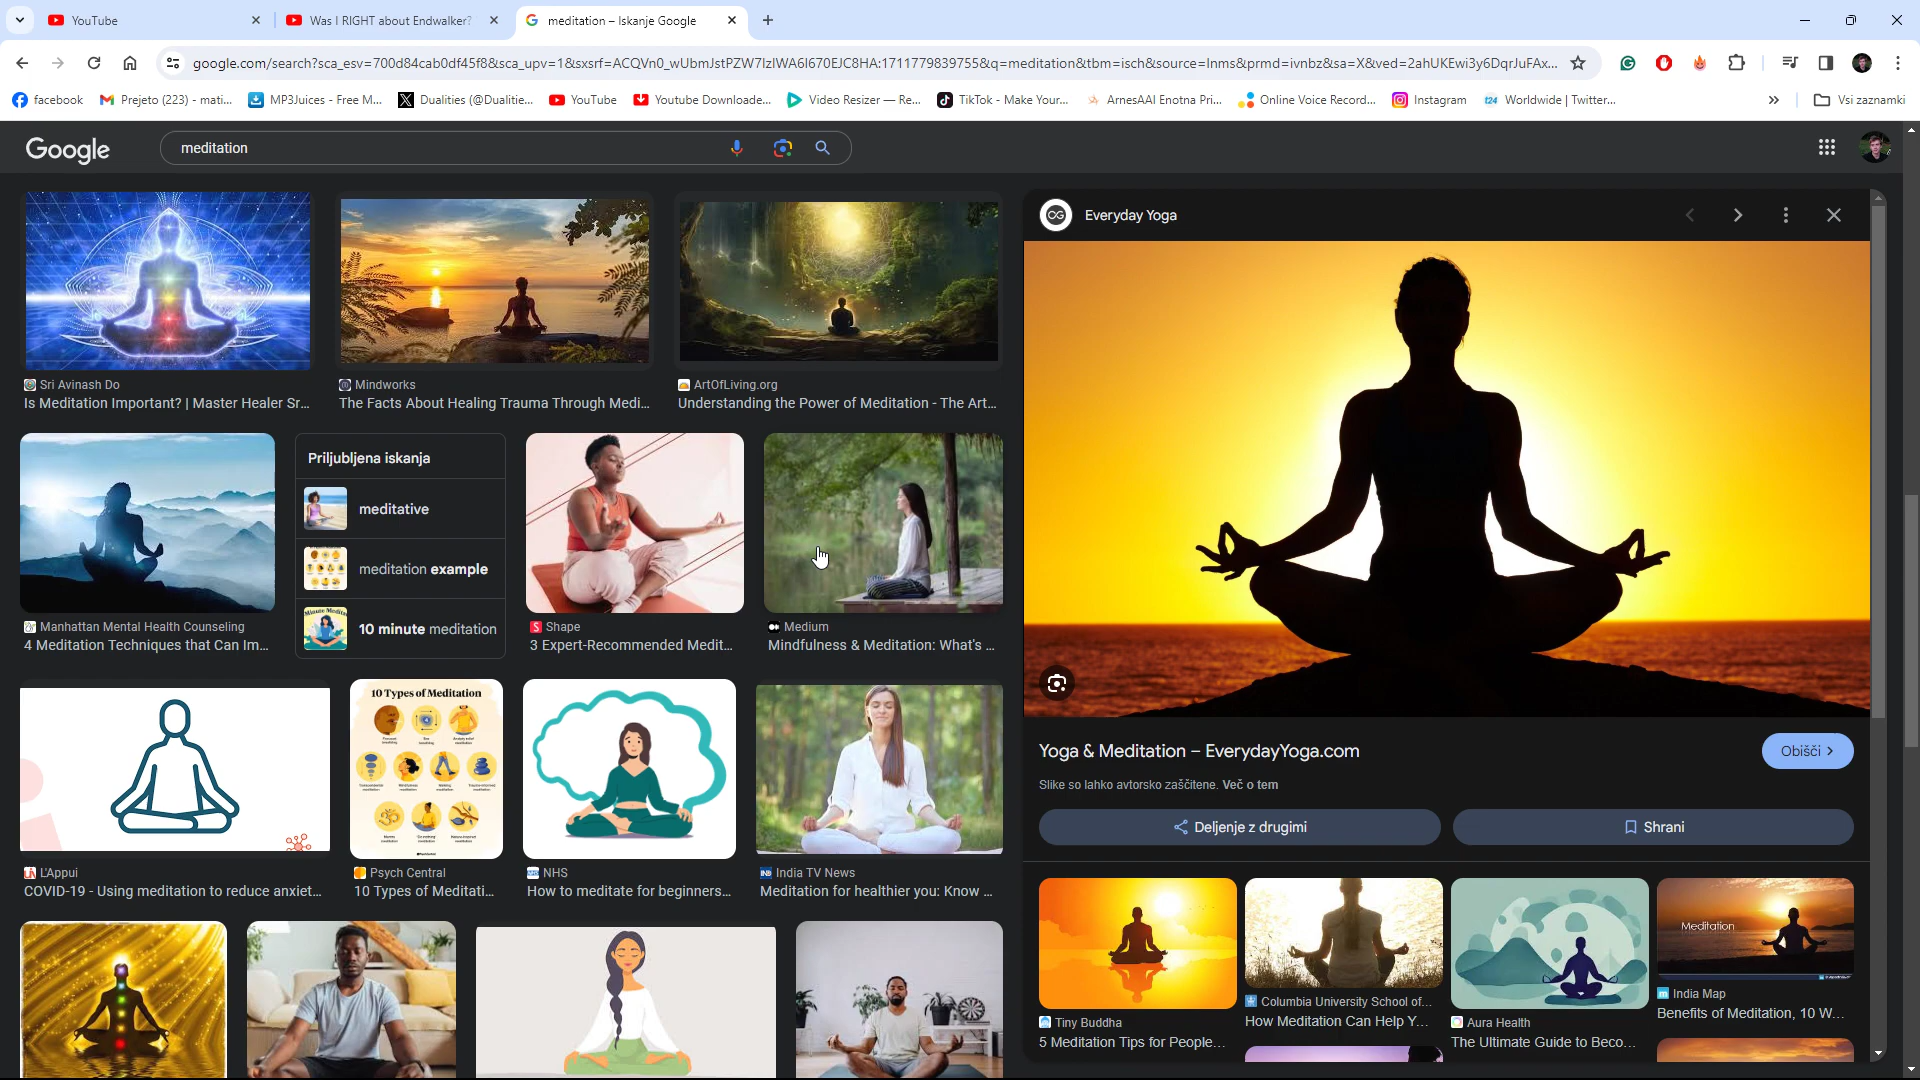 YouTube
Was I RIGHT about Endwalker?
meditation – Iskanje Google
google.com/search?sca_esv=700d84cab0df45f8&sca_upv=1&sxsrf=ACQVn0_wUbmJstPZW7IzIWA6I670EJC8HA:1711779839755&q=meditation&tbm=isch&source=lnms&prmd=ivnbz&sa=X&ved=2ahUKEwi3y6DqrJuFAx...
facebook
Prejeto (223) - mati...
MP3Juices - Free M...
Dualities (@Dualitie...
YouTube
Youtube Downloade...
Video Resizer — Re...
TikTok - Make Your...
ArnesAAI Enotna Pri...
Online Voice Record...
Instagram
Worldwide | Twitter...
Vsi zaznamki
Google
meditation
Sri Avinash Do
Is Meditation Important? | Master Healer Sr...
Mindworks
The Facts About Healing Trauma Through Medi...
ArtOfLiving.org
Understanding the Power of Meditation - The Art...
Manhattan Mental Health Counseling
4 Meditation Techniques that Can Im...
Priljubljena iskanja
meditative
meditation example
10 minute meditation
Shape
3 Expert-Recommended Medit...
Medium
Mindfulness & Meditation: What's ...
L'Appui
COVID-19 - Using meditation to reduce anxiet...
10 Types of Meditation
Psych Central
10 Types of Meditati...
NHS
How to meditate for beginners...
India TV News
Meditation for healthier you: Know ...
Everyday Yoga
Yoga & Meditation – EverydayYoga.com
Obišči
Slike so lahko avtorsko zaščitene. Več o tem
Deljenje z drugimi
Shrani
Tiny Buddha
5 Meditation Tips for People...
Columbia University School of...
How Meditation Can Help Y...
Aura Health
The Ultimate Guide to Beco...
Meditation
India Map
Benefits of Meditation, 10 W...